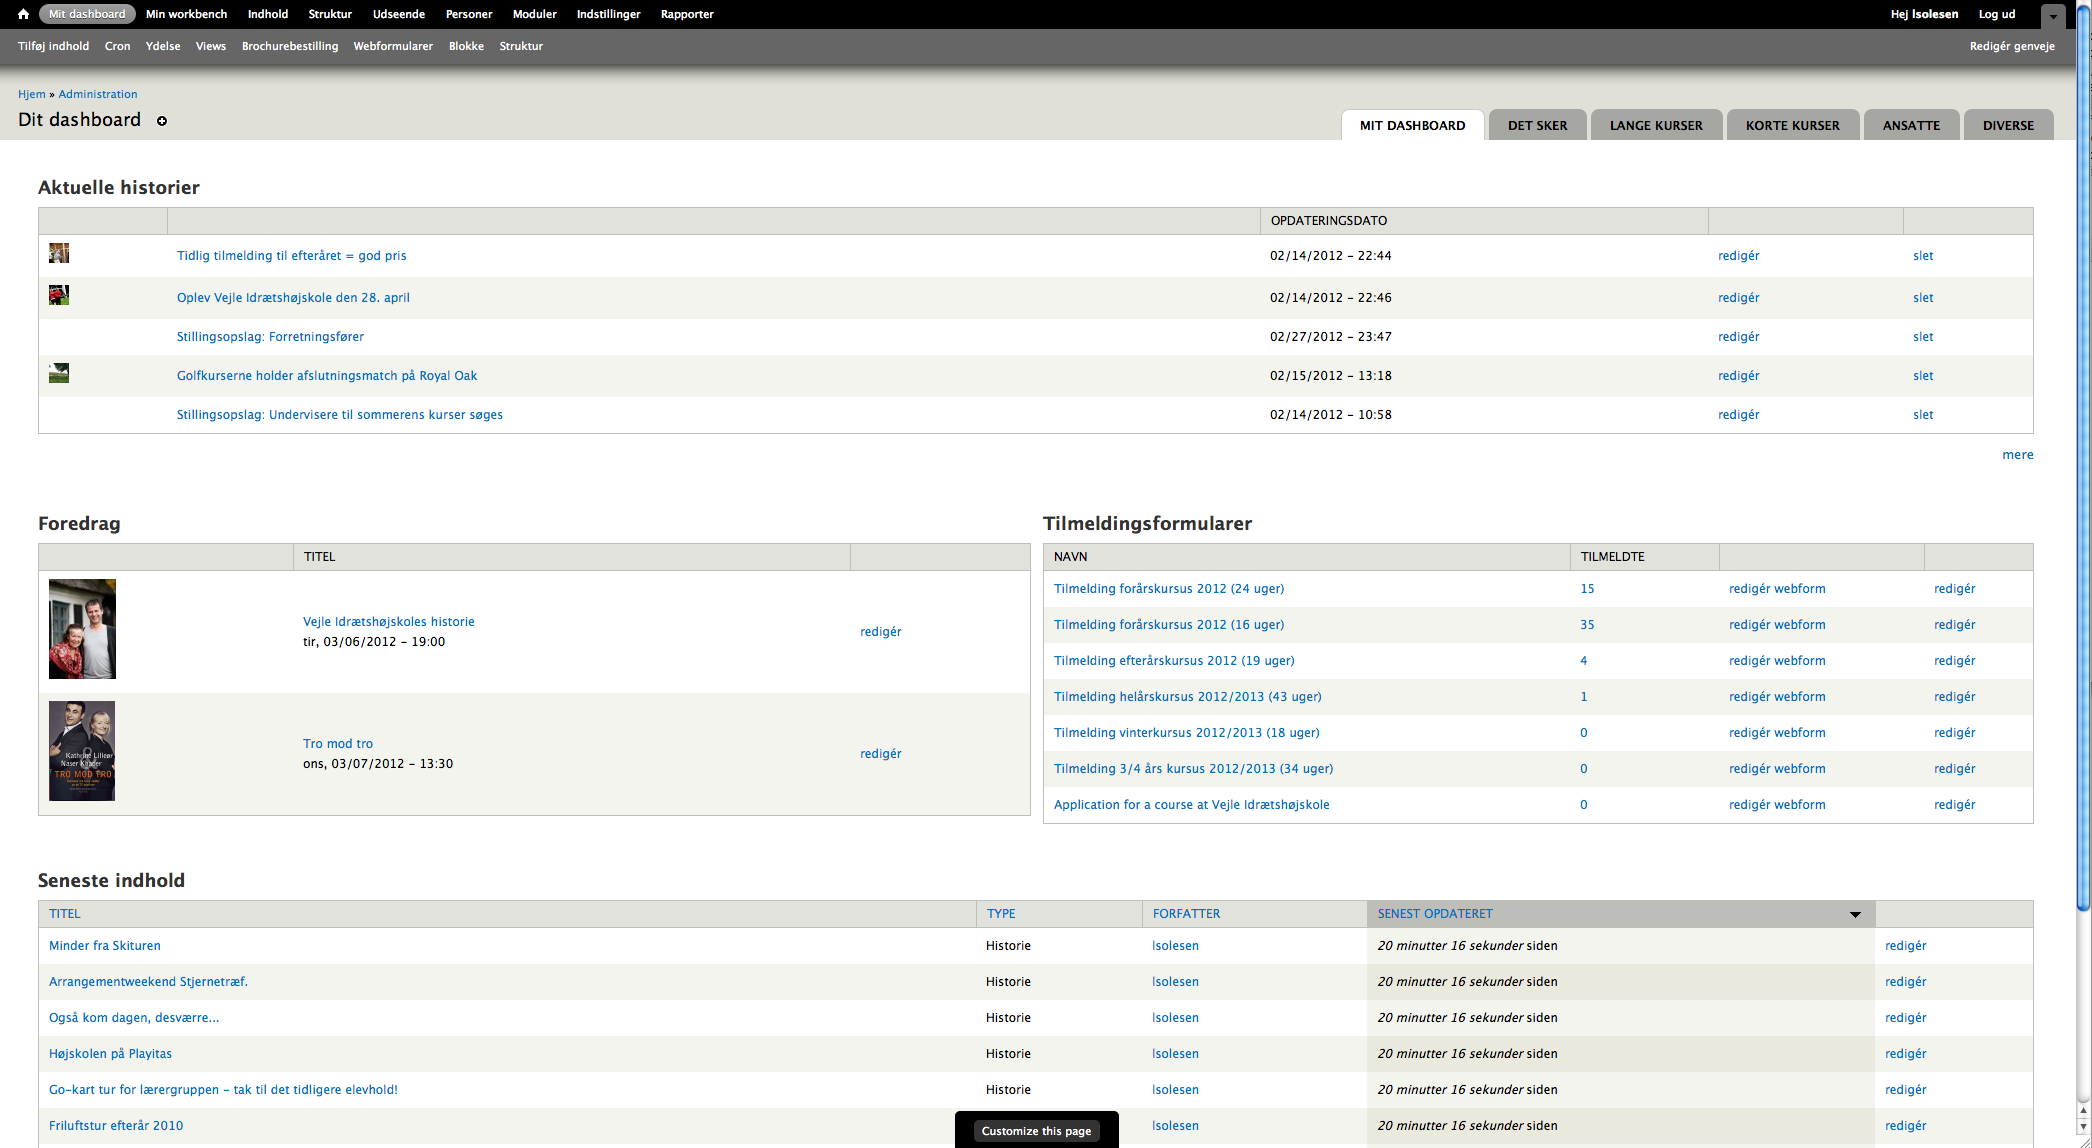 Mit dashboard Min workbench Indhold Struktur Udseende Personer Moduler Indstillinger Rapporter Hej lsolesen Log ud
Tilføj indhold Cron Ydelse Views Brochurebestilling Webformularer Blokke Struktur Redigér genveje
Hjem » Administration
Dit dashboard
MIT DASHBOARD DET SKER LANGE KURSER KORTE KURSER ANSATTE DIVERSE
Aktuelle historier
OPDATERINGSDATO
Tidlig tilmelding til efteråret = god pris 02/14/2012 - 22:44 redigér slet
Oplev Vejle Idrætshøjskole den 28. april 02/14/2012 - 22:46 redigér slet
Stillingsopslag: Forretningsfører 02/27/2012 - 23:47 redigér slet
Golfkurserne holder afslutningsmatch på Royal Oak 02/15/2012 - 13:18 redigér slet
Stillingsopslag: Undervisere til sommerens kurser søges 02/14/2012 - 10:58 redigér slet
mere
Foredrag
TITEL
Vejle Idrætshøjskoles historie
tir, 03/06/2012 - 19:00
redigér
Kathrine Lilleør
Naser Khader
TRO MOD TRO
Tro mod tro
ons, 03/07/2012 - 13:30
redigér
Tilmeldingsformularer
NAVN TILMELDTE
Tilmelding forårskursus 2012 (24 uger) 15 redigér webform redigér
Tilmelding forårskursus 2012 (16 uger) 35 redigér webform redigér
Tilmelding efterårskursus 2012 (19 uger) 4 redigér webform redigér
Tilmelding helårskursus 2012/2013 (43 uger) 1 redigér webform redigér
Tilmelding vinterkursus 2012/2013 (18 uger) 0 redigér webform redigér
Tilmelding 3/4 års kursus 2012/2013 (34 uger) 0 redigér webform redigér
Application for a course at Vejle Idrætshøjskole 0 redigér webform redigér
Seneste indhold
TITEL TYPE FORFATTER SENEST OPDATERET
Minder fra Skituren Historie lsolesen 20 minutter 16 sekunder siden redigér
Arrangementweekend Stjernetræf. Historie lsolesen 20 minutter 16 sekunder siden redigér
Også kom dagen, desværre... Historie lsolesen 20 minutter 16 sekunder siden redigér
Højskolen på Playitas Historie lsolesen 20 minutter 16 sekunder siden redigér
Go-kart tur for lærergruppen - tak til det tidligere elevhold! Historie lsolesen 20 minutter 16 sekunder siden redigér
Friluftstur efterår 2010 lsolesen 20 minutter 16 sekunder siden redigér
Customize this page